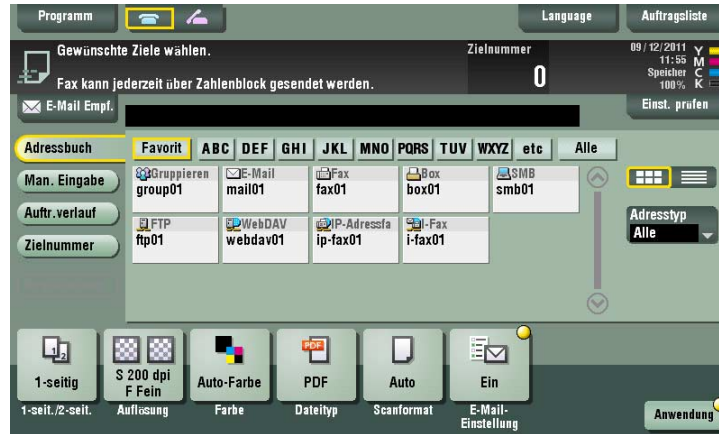 Programm
Language
Auftragsliste
Gewünschte Ziele wählen.
Zielnummer
0
09/12/2011
11:55
Speicher
100%
Y
M
C
K
Fax kann jederzeit über Zahlenblock gesendet werden.
E-Mail Empf.
Einst. prüfen
Adressbuch
Favorit ABC DEF GHI JKL MNO PQRS TUV WXYZ etc Alle
Man. Eingabe
Auftr.verlauf
Zielnummer
Gruppieren
group01
E-Mail
mail01
Fax
fax01
Box
box01
SMB
smb01
FTP
ftp01
WebDAV
webdav01
IP-Adressfa
ip-fax01
I-Fax
i-fax01
Adresstyp
Alle
1 2
1-seitig
S 200 dpi
F Fein
Auto-Farbe
PDF
PDF
Auto
Ein
1-seit./2-seit.
Auflösung
Farbe
Dateityp
Scanformat
E-Mail-
Einstellung
Anwendung